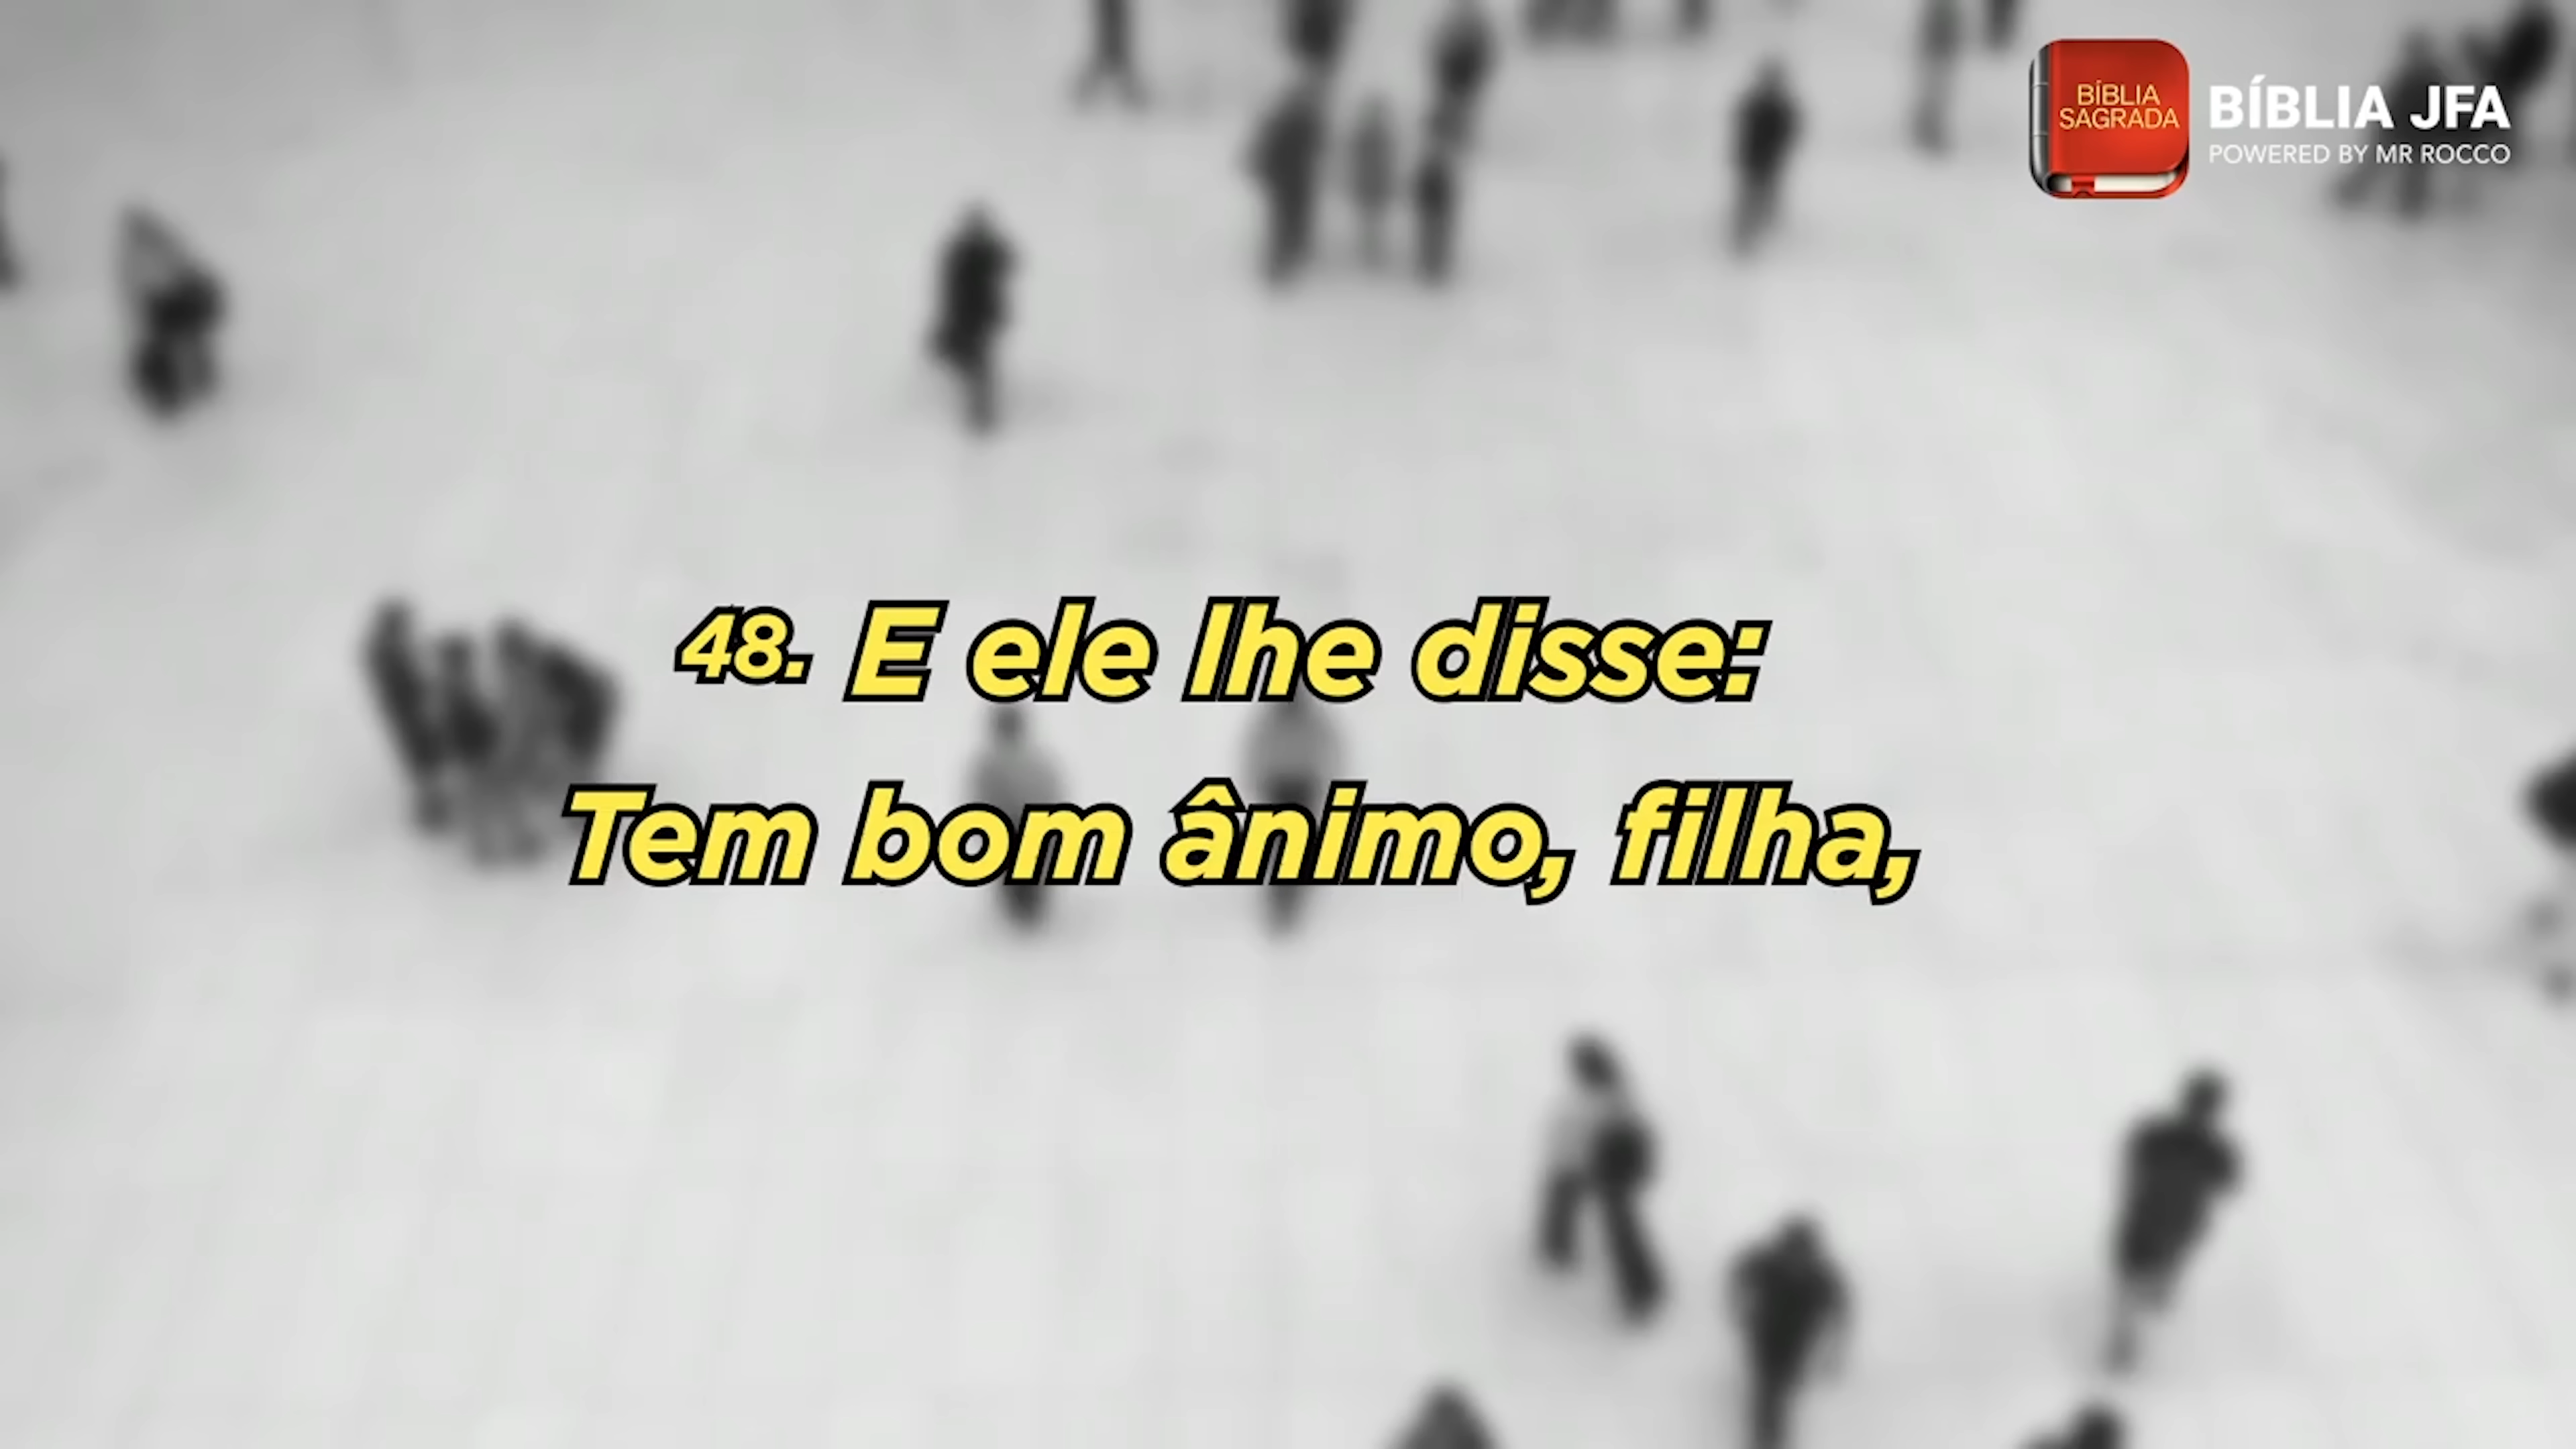 BÍBLIA
SAGRADA
BÍBLIA JFA
POWERED BY MR ROCCO
48. E ele lhe disse:
Tem bom ânimo, filha,